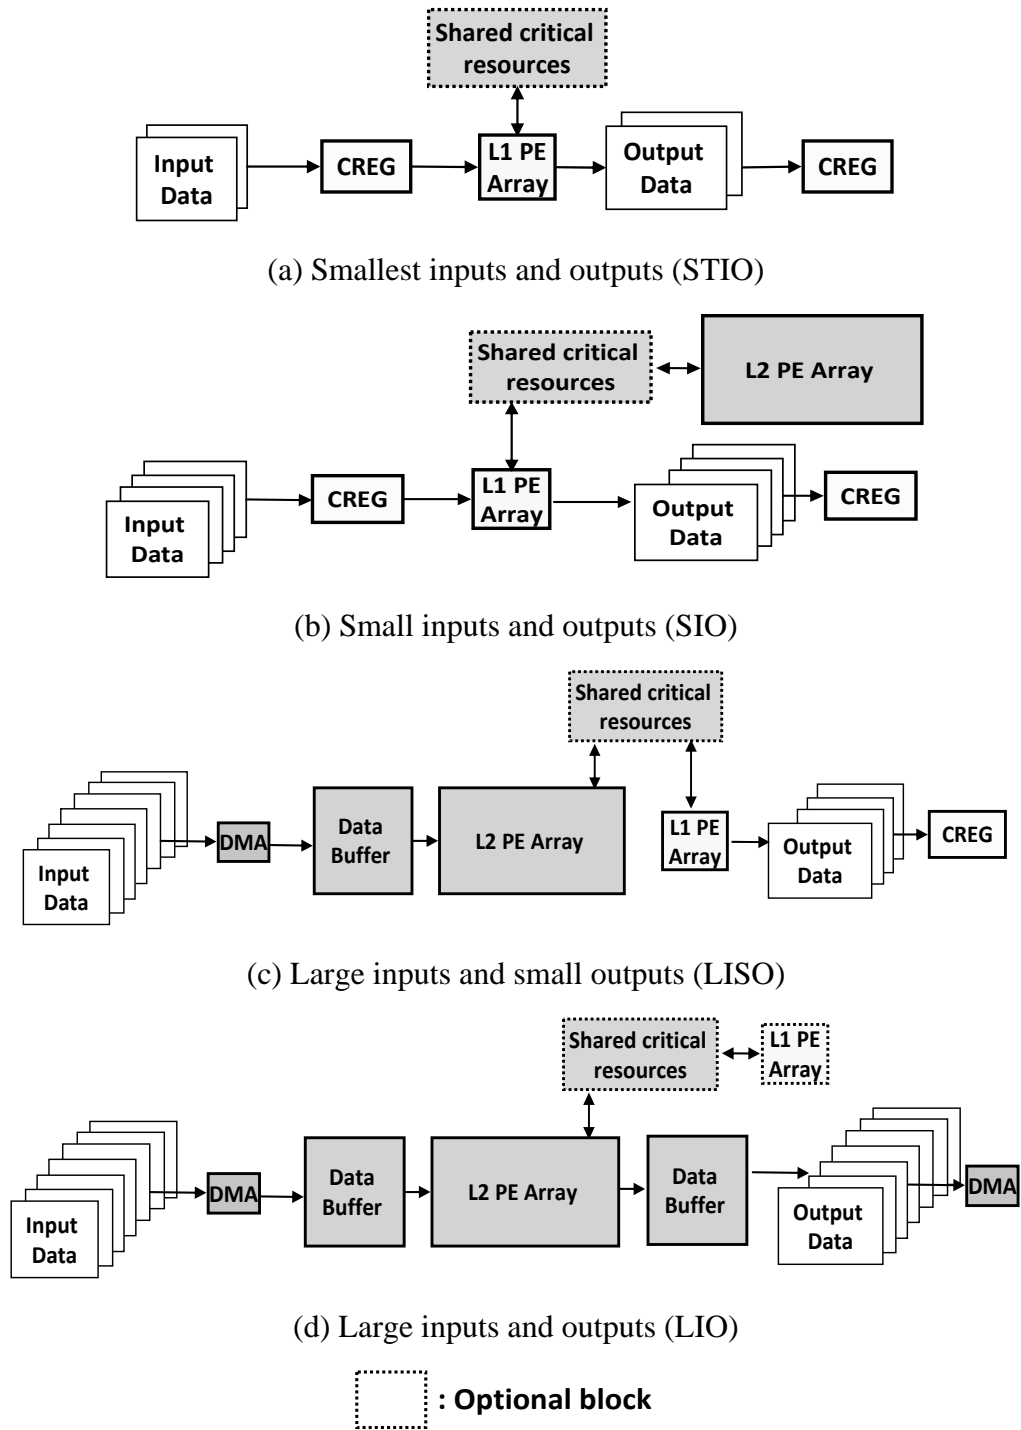 Shared critical
resources
Input
Data
CREG
L1 PE
Array
Output
Data
CREG
(a) Smallest inputs and outputs (STIO)
Shared critical
resources
L2 PE Array
Input
Data
CREG
L1 PE
Array
Output
Data
CREG
(b) Small inputs and outputs (SIO)
Shared critical
resources
Input
Data
DMA
Data
Buffer
L2 PE Array
L1 PE
Array
Output
Data
CREG
(c) Large inputs and small outputs (LISO)
Shared critical
resources
L1 PE
Array
Input
Data
DMA
Data
Buffer
L2 PE Array
Data
Buffer
Output
Data
DMA
(d) Large inputs and outputs (LIO)
: Optional block